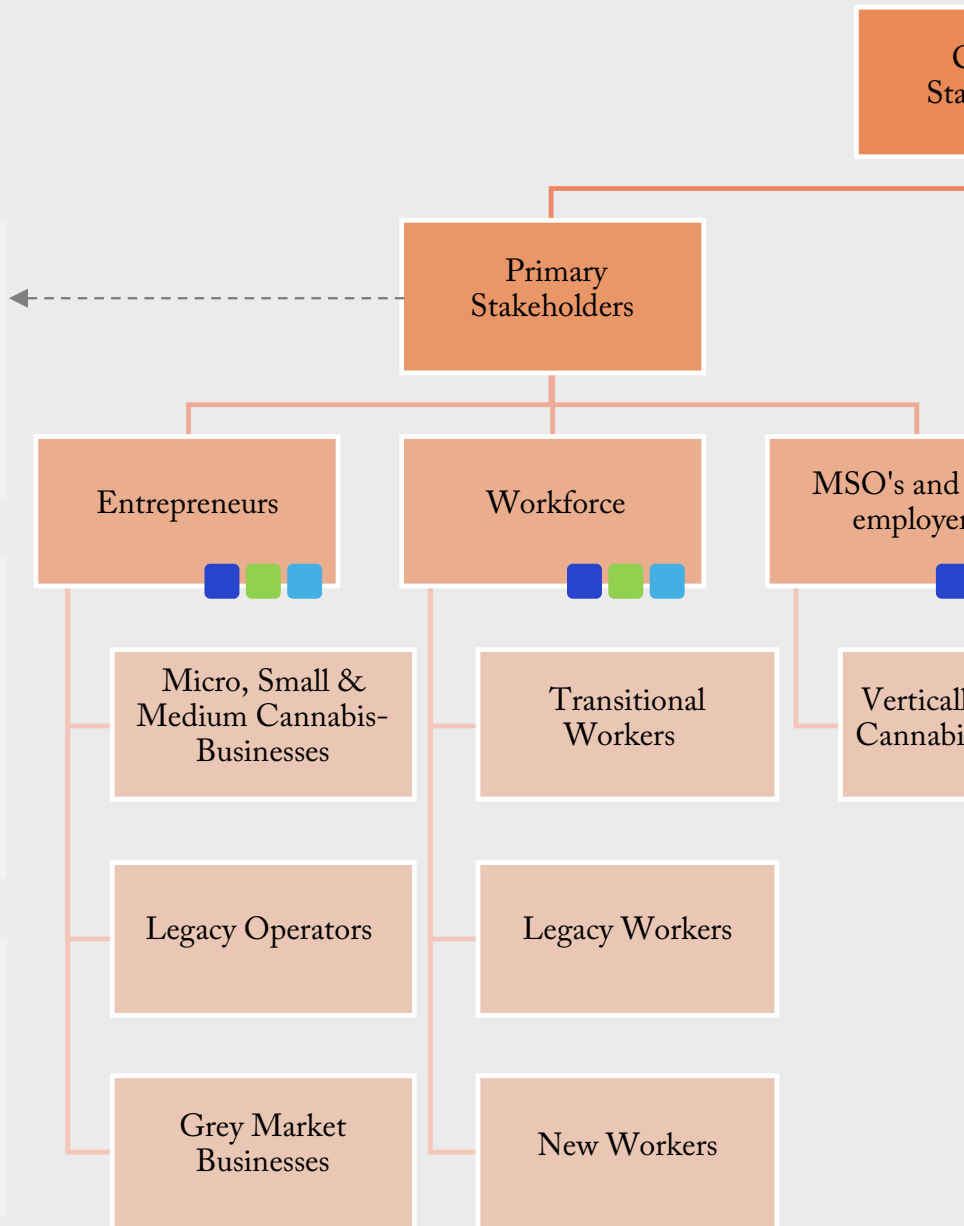 Primary
Stakeholders
Entrepreneurs
Workforce
MSO's and
employer
Micro, Small &
Medium Cannabis-
Businesses
Transitional
Workers
Legacy Operators
Legacy Workers
Grey Market
Businesses
New Workers